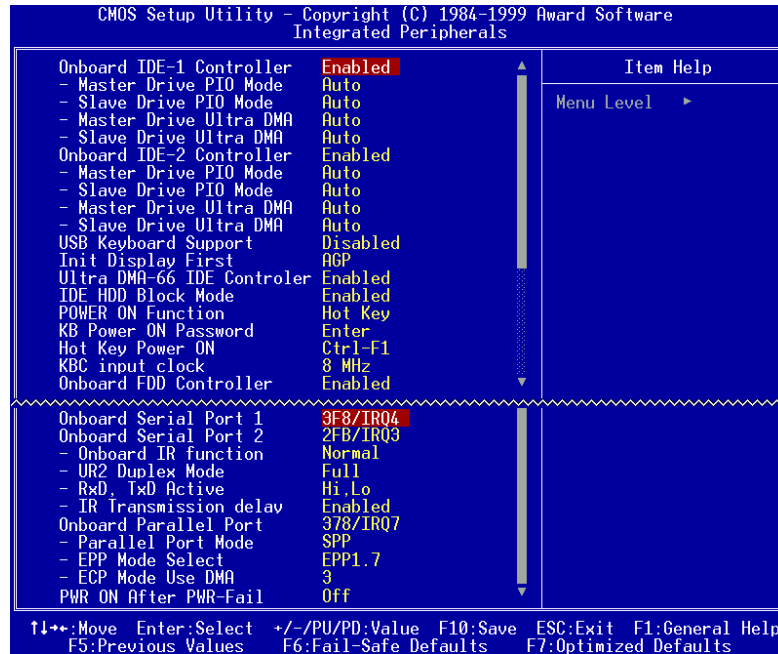 CMOS Setup Utility - Copyright (C) 1984-1999 Award Software
Integrated Peripherals
Onboard IDE-1 Controller Enabled
- Master Drive PIO Mode Auto
- Slave Drive PIO Mode Auto
- Master Drive Ultra DMA Auto
- Slave Drive Ultra DMA Auto
Onboard IDE-2 Controller Enabled
- Master Drive PIO Mode Auto
- Slave Drive PIO Mode Auto
- Master Drive Ultra DMA Auto
- Slave Drive Ultra DMA Auto
USB Keyboard Support Disabled
Init Display First AGP
Ultra DMA-66 IDE Controler Enabled
IDE HDD Block Mode Enabled
POWER ON Function Hot Key
KB Power ON Password Enter
Hot Key Power ON Ctrl-F1
KBC input clock 8 MHz
Onboard FDD Controller Enabled
Onboard Serial Port 1 3F8/IRQ4
Onboard Serial Port 2 2FB/IRQ3
- Onboard IR function Normal
- UR2 Duplex Mode Full
- RxD, TxD Active Hi,Lo
- IR Transmission delay Enabled
Onboard Parallel Port 378/IRQ7
- Parallel Port Mode SPP
- EPP Mode Select EPP1.7
- ECP Mode Use DMA 3
PWR ON After PWR-Fail Off
Item Help
Menu Level ►
↑↓→←:Move Enter:Select +/-/PU/PD:Value F10:Save ESC:Exit F1:General Help
F5:Previous Values F6:Fail-Safe Defaults F7:Optimized Defaults